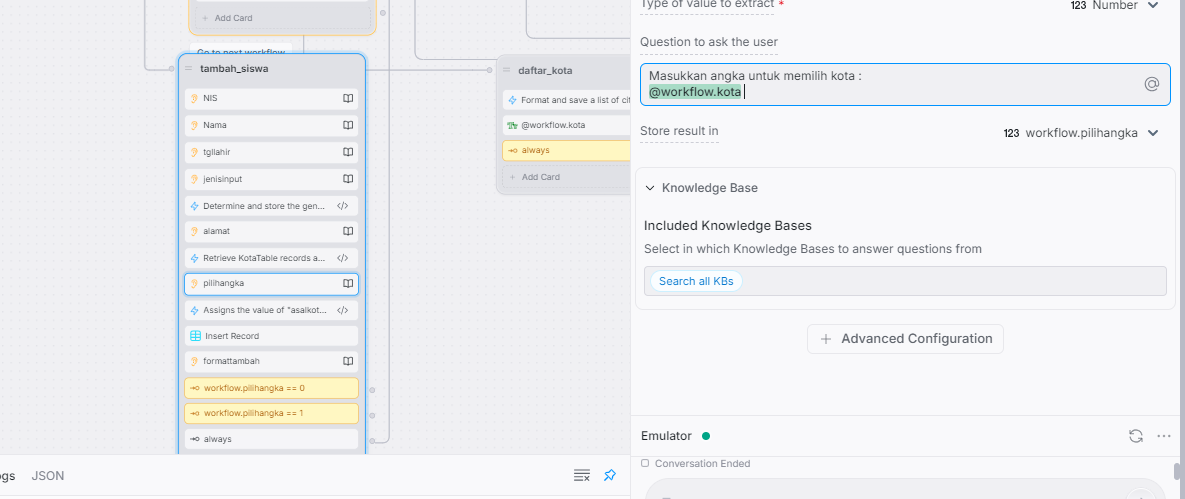 Add Card
Go to next workflow
tambah_siswa
NIS
Nama
tgllahir
jenisinput
Determine and store the gen...
alamat
Retrieve KotaTable records a...
pilihangka
Assigns the value of "asalkot...
Insert Record
formattambah
workflow.pilihangka == 0
workflow.pilihangka == 1
always
daftar_kota
Format and save a list of cit
@workflow.kota
always
Add Card
ogs
JSON
Type of value to extract *
123 Number
Question to ask the user
Masukkan angka untuk memilih kota :
@workflow.kota
@
Store result in
123 workflow.pilihangka
Knowledge Base
Included Knowledge Bases
Select in which Knowledge Bases to answer questions from
Search all KBs
Advanced Configuration
Emulator
Conversation Ended